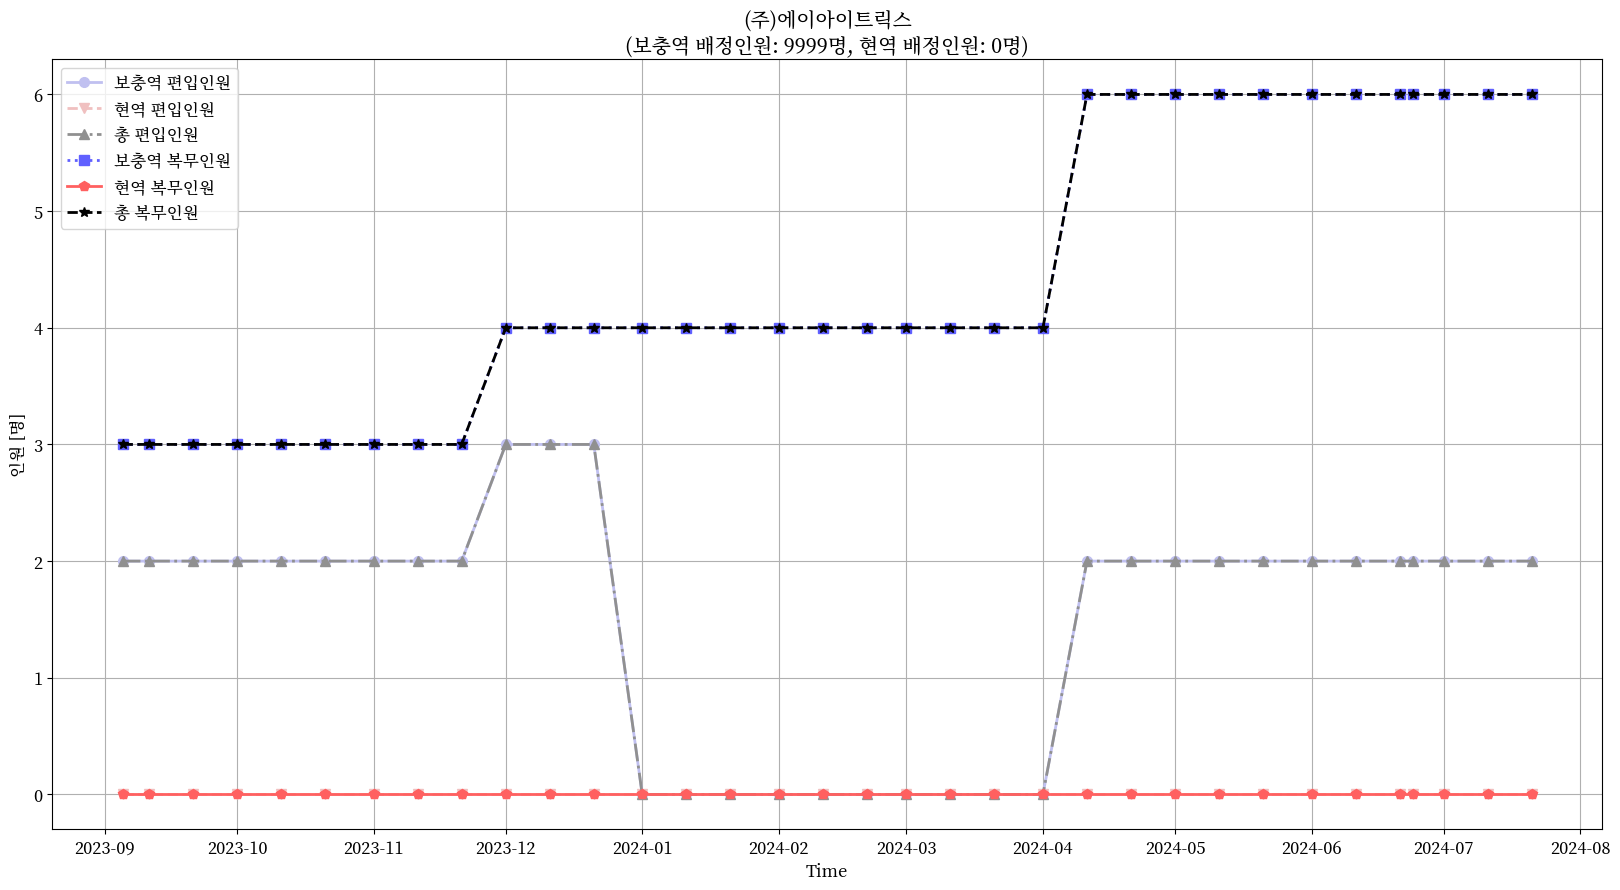 (주)에이아이트릭스
(보충역 배정인원: 9999명, 현역 배정인원: 0명)
보충역 편입인원
현역 편입인원
총 편입인원
보충역 복무인원
현역 복무인원
총 복무인원
인원 [명]
6
5
4
3
2
1
0
2023-09 2023-10 2023-11 2023-12 2024-01 2024-02 2024-03 2024-04 2024-05 2024-06 2024-07 2024-08
Time